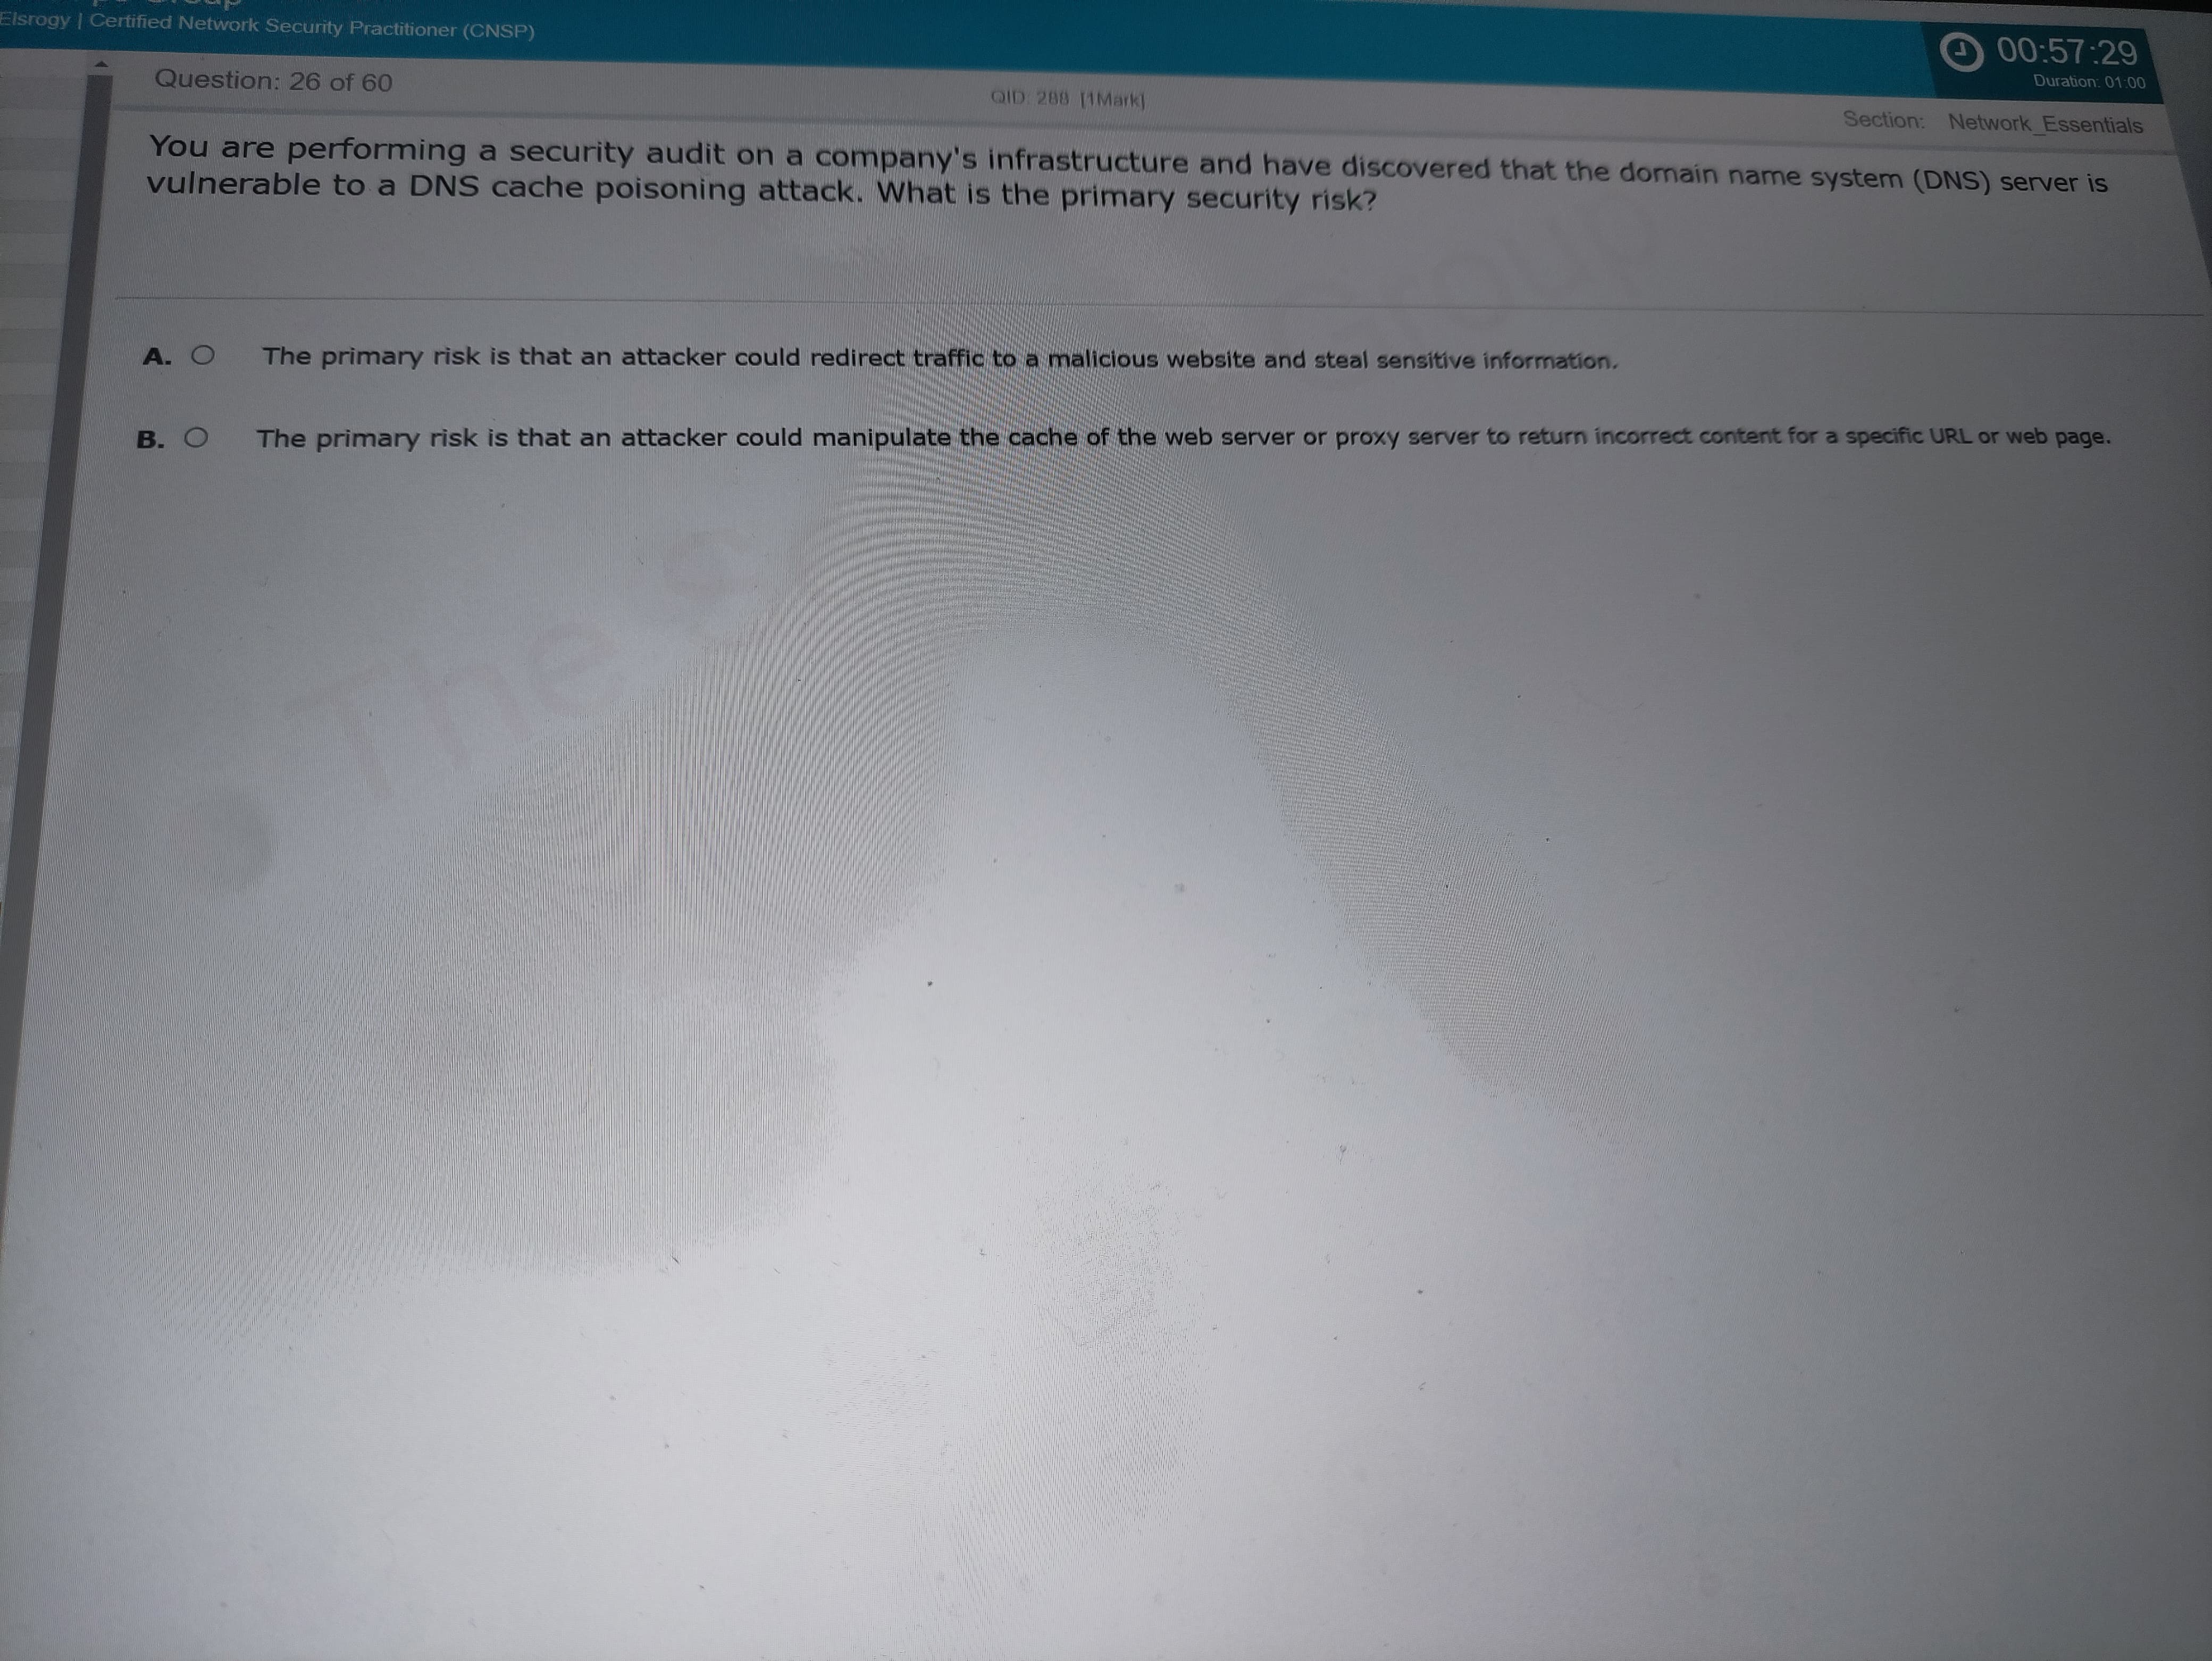 Elsrogy | Certified Network Security Practitioner (CNSP)
00:57:29
Duration: 01:00
Question: 26 of 60
QID: 288 [1Mark]
Section: Network_Essentials
You are performing a security audit on a company's infrastructure and have discovered that the domain name system (DNS) server is
vulnerable to a DNS cache poisoning attack. What is the primary security risk?
A. The primary risk is that an attacker could redirect traffic to a malicious website and steal sensitive information.
B. The primary risk is that an attacker could manipulate the cache of the web server or proxy server to return incorrect content for a specific URL or web page.
The